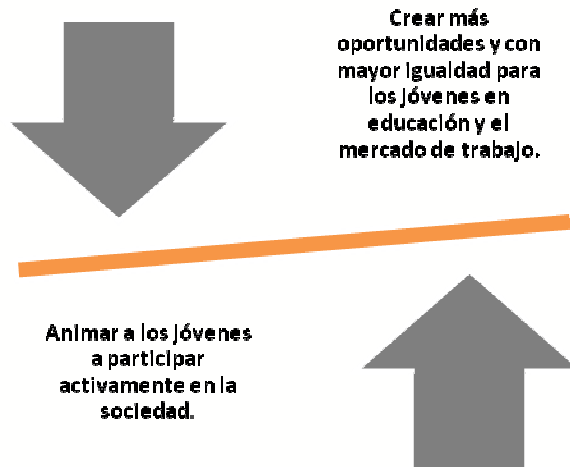 Crear más
oportunidades y con
mayor igualdad para
los jóvenes en
educación y el
mercado de trabajo.
Animar a los jóvenes
a participar
activamente en la
sociedad.